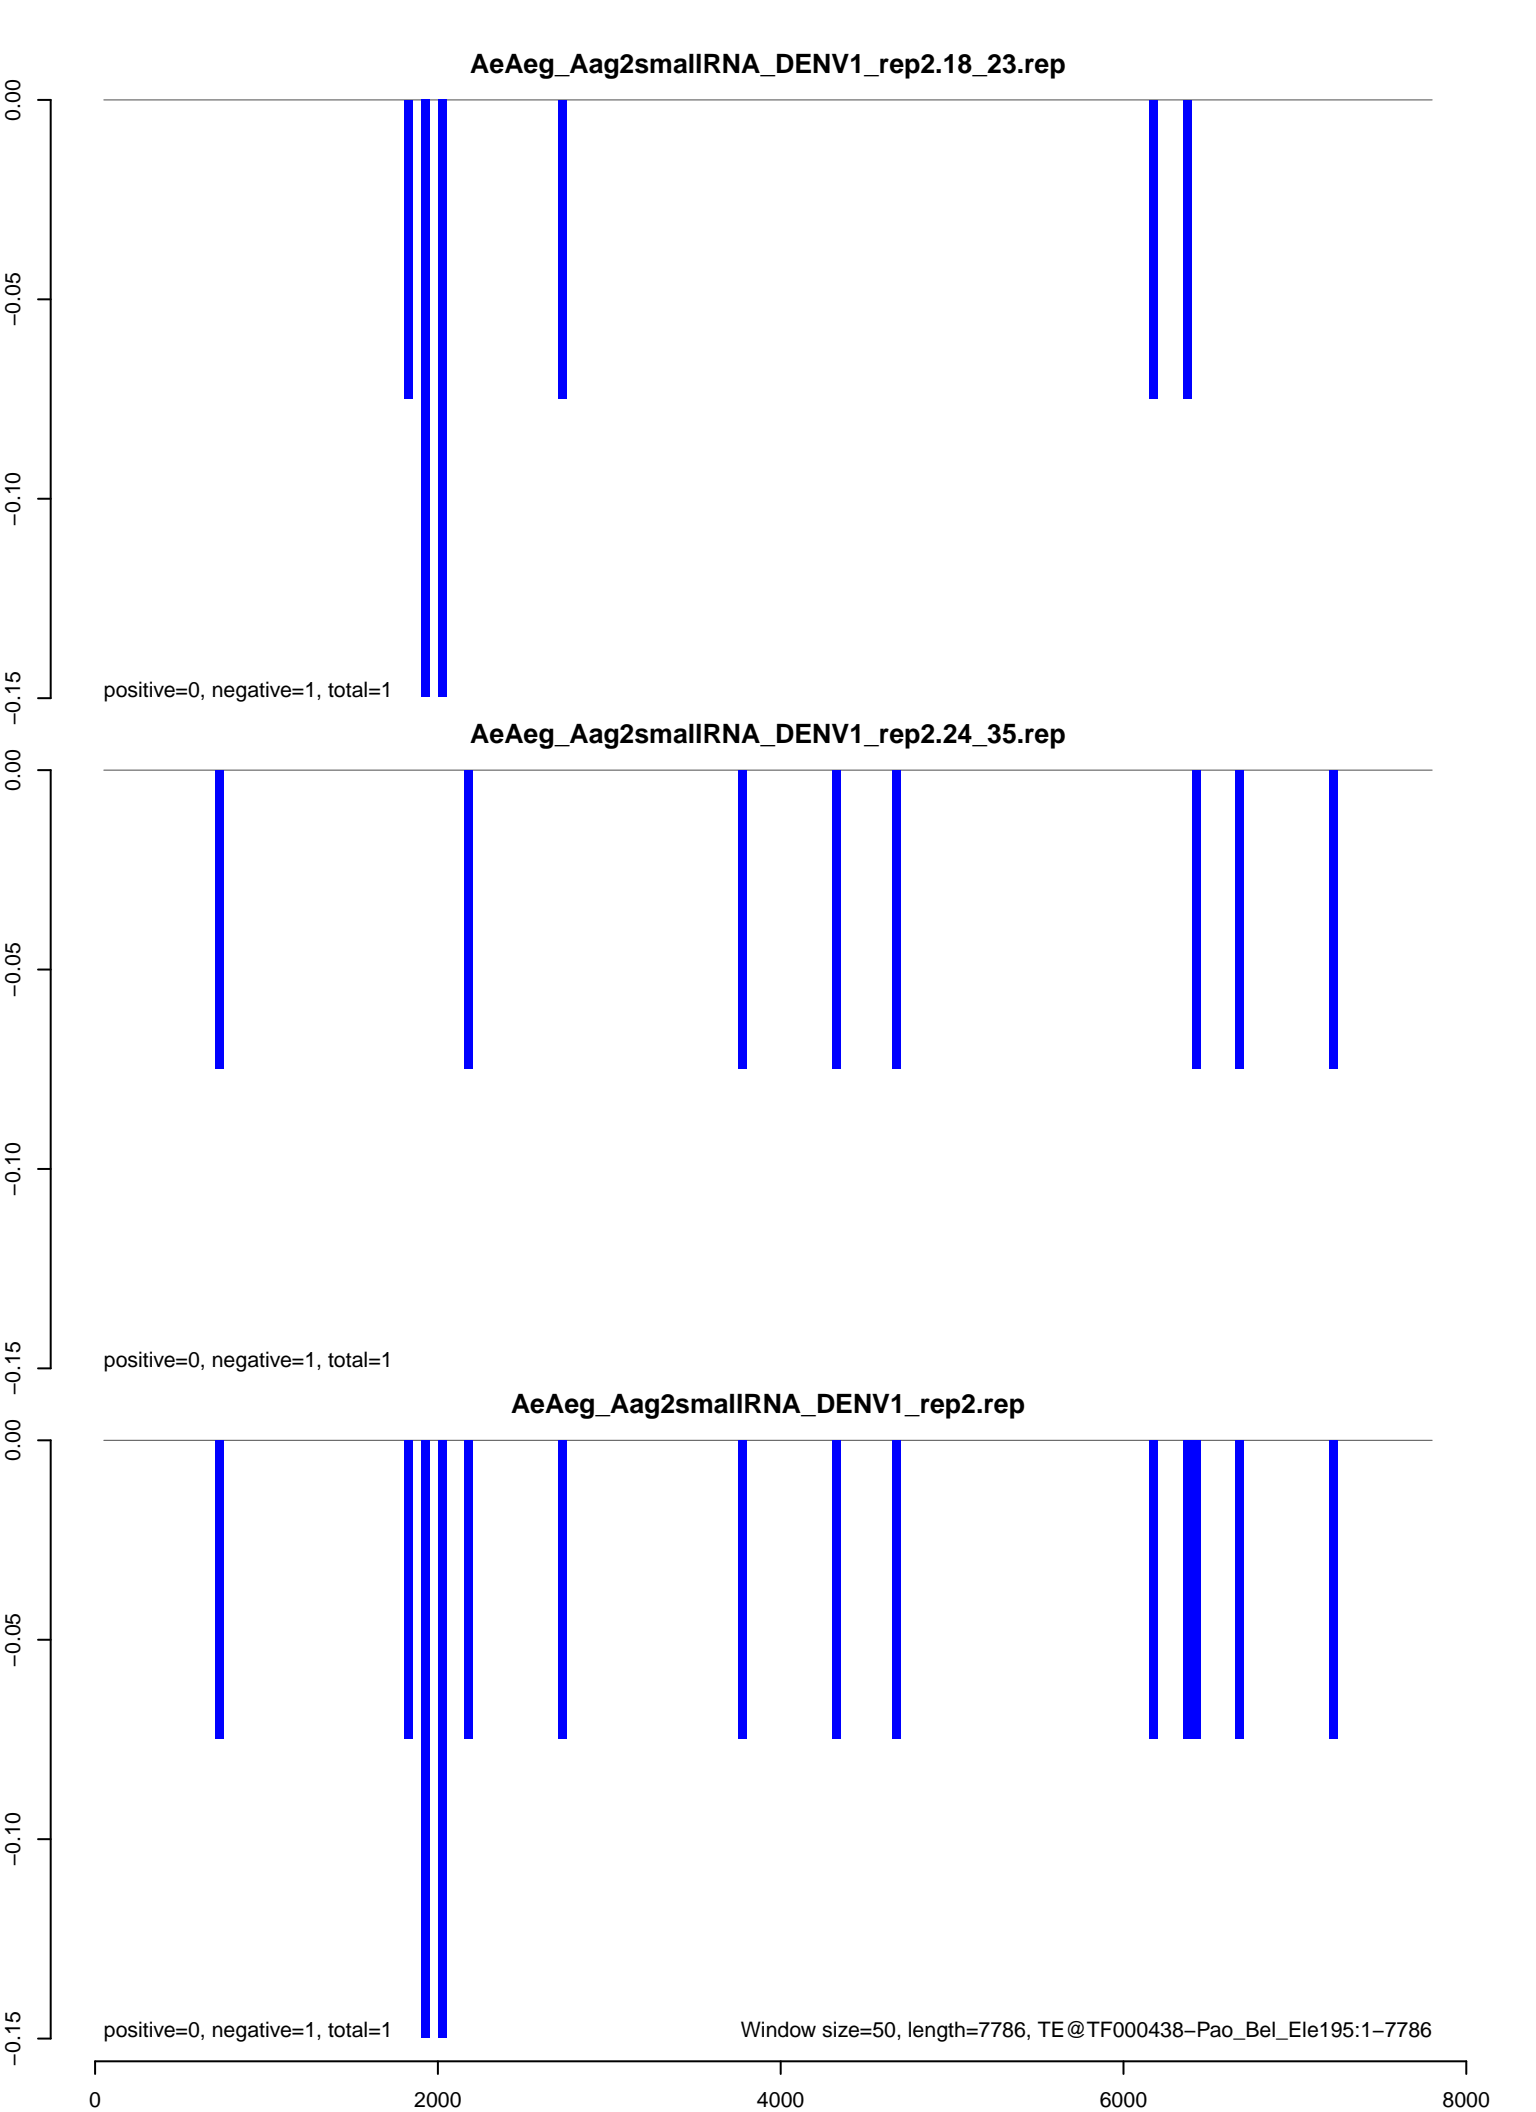 AeAeg_Aag2smallRNA_DENV1_rep2.18_23.rep
0.00
−0.05
−0.10
−0.15
positive=0, negative=1, total=1
AeAeg_Aag2smallRNA_DENV1_rep2.24_35.rep
0.00
−0.05
−0.10
−0.15
positive=0, negative=1, total=1
AeAeg_Aag2smallRNA_DENV1_rep2.rep
0.00
−0.05
−0.10
−0.15
positive=0, negative=1, total=1
Window size=50, length=7786, TE@TF000438−Pao_Bel_Ele195:1−7786
0 2000 4000 6000 8000